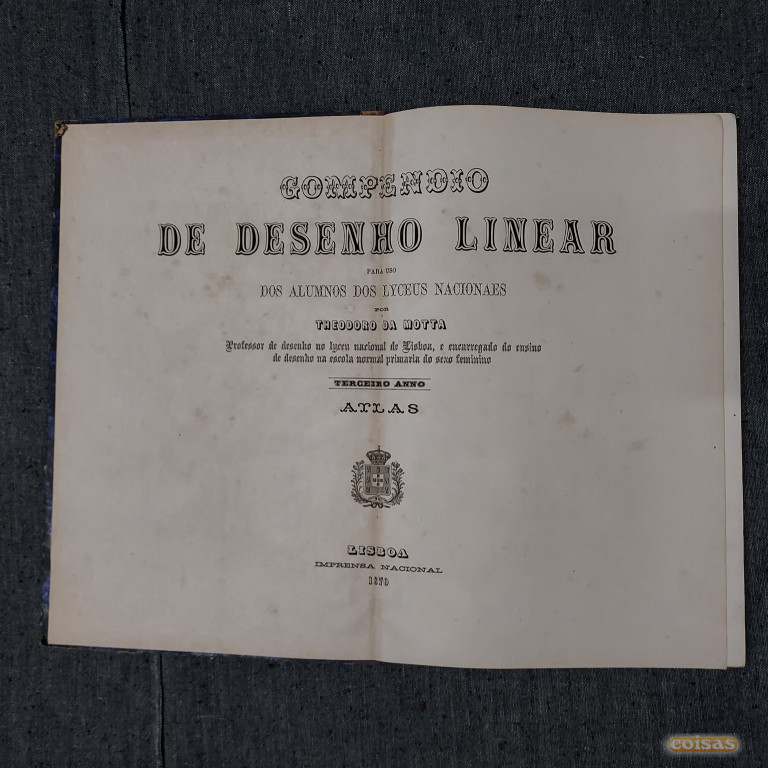 COMPENDIO
DE DESENHO LINEAR
PARA USO
DOS ALUMNOS DOS LYCEUS NACIONAES
POR
THEODORO DA MOTTA
Professor de desenho no lyceu nacional de Lisboa, e encarregado do ensino
de desenho na escola normal primaria do sexo feminino
TERCEIRO ANNO
ATLAS
LISBOA
IMPRENSA NACIONAL
1870
coisas